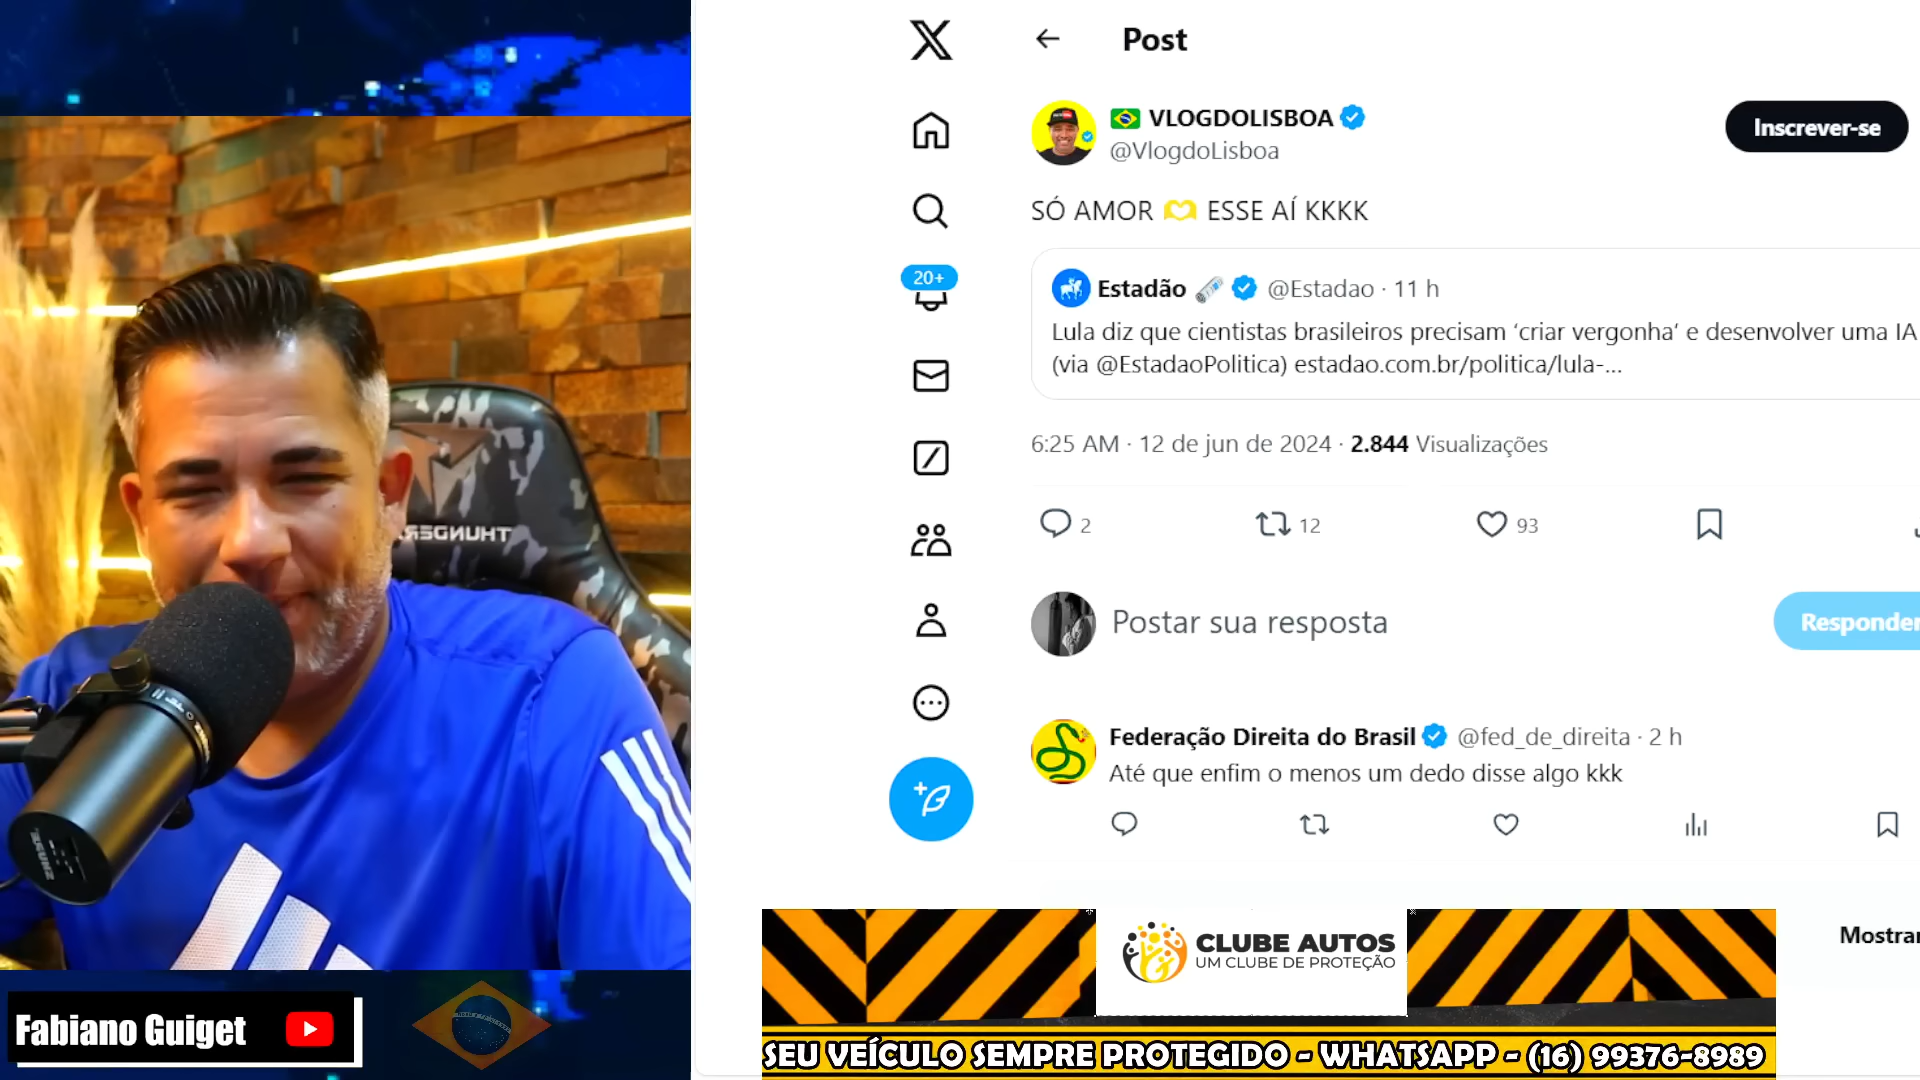 Post
VLOGDOLISBOA
@VlogdoLisboa
Inscrever-se
SÓ AMOR 🫶 ESSE AÍ KKKK
20+
Estadão 🗞️ @Estadao · 11 h
Lula diz que cientistas brasileiros precisam ‘criar vergonha’ e desenvolver uma IA
(via @EstadaoPolitica) estadao.com.br/politica/lula-...
6:25 AM · 12 de jun de 2024 · 2.844 Visualizações
2 12 93
Postar sua resposta
Responder
Federação Direita do Brasil @fed_de_direita · 2 h
Até que enfim o menos um dedo disse algo kkk
Mostrar
THUNDER
SHURE
Fabiano Guiget
CLUBE AUTOS
UM CLUBE DE PROTEÇÃO
SEU VEÍCULO SEMPRE PROTEGIDO - WHATSAPP - (16) 99376-8989